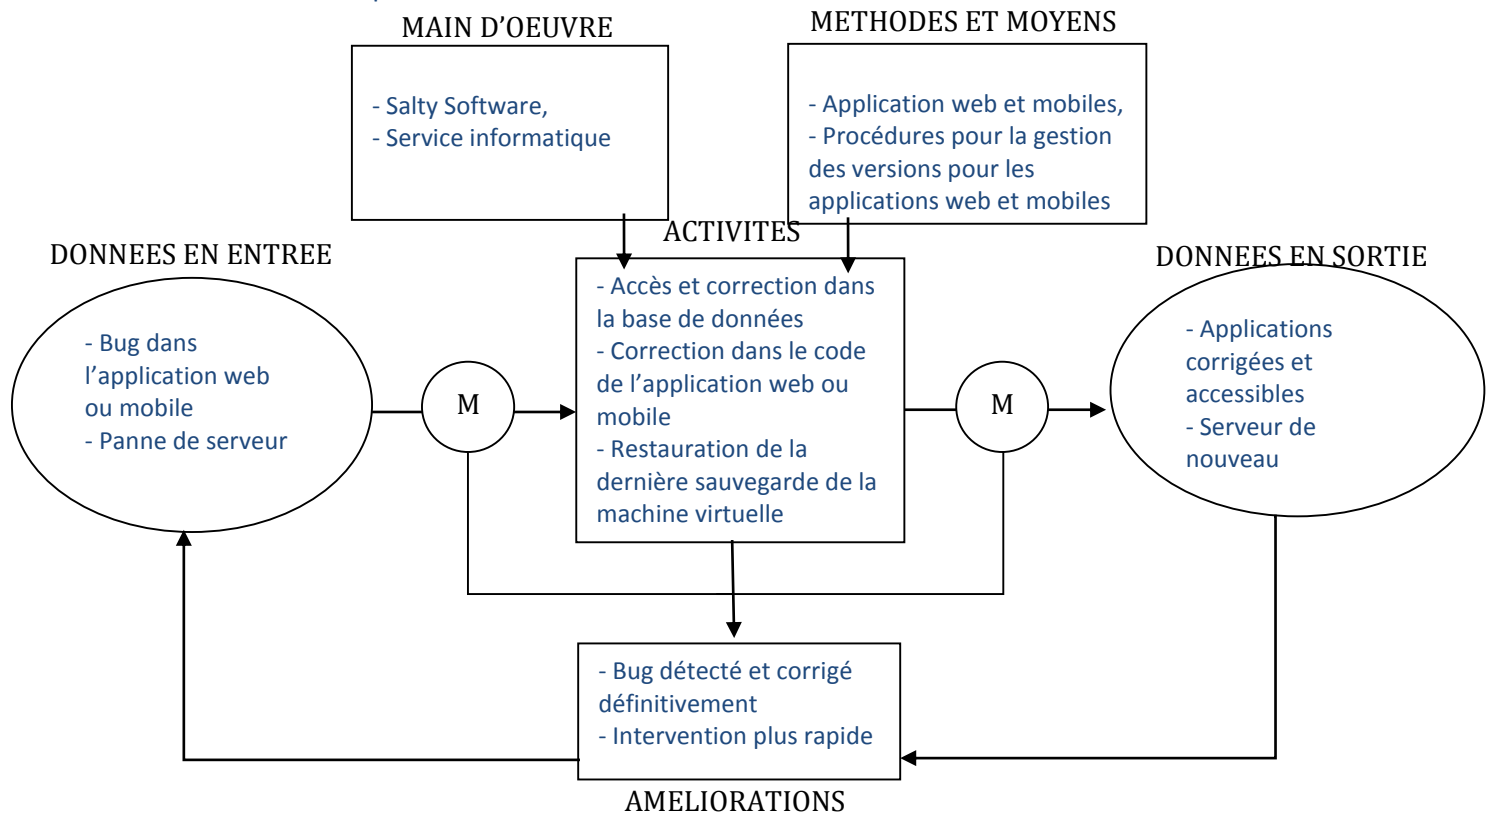 MAIN D’OEUVRE
- Salty Software,
- Service informatique
METHODES ET MOYENS
- Application web et mobiles,
- Procédures pour la gestion
des versions pour les
applications web et mobiles
DONNEES EN ENTREE
- Bug dans
l’application web
ou mobile
- Panne de serveur
M
ACTIVITES
- Accès et correction dans
la base de données
- Correction dans le code
de l’application web ou
mobile
- Restauration de la
dernière sauvegarde de la
machine virtuelle
M
DONNEES EN SORTIE
- Applications
corrigées et
accessibles
- Serveur de
nouveau
- Bug détecté et corrigé
définitivement
- Intervention plus rapide
AMELIORATIONS